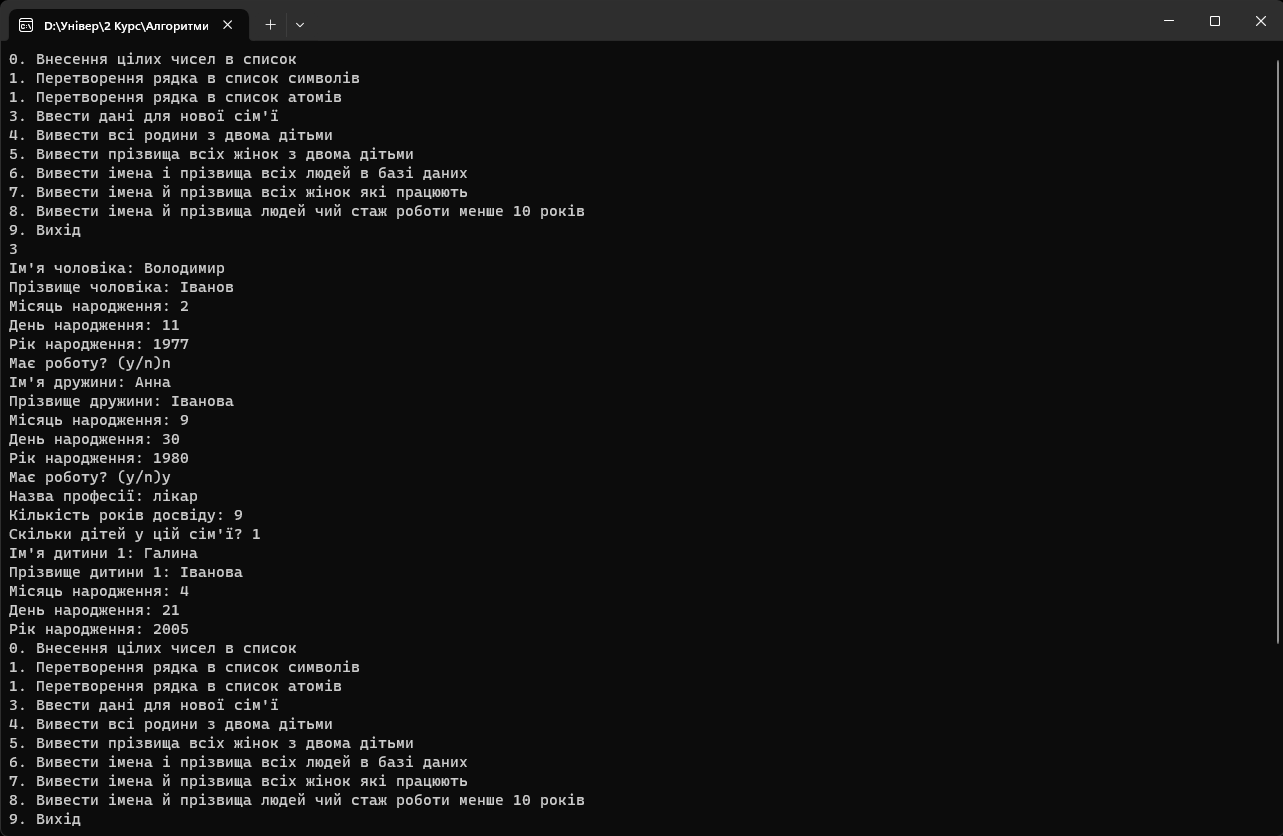 D:\Універ\2 Курс\Алгоритми
0. Внесення цілих чисел в список
1. Перетворення рядка в список символів
1. Перетворення рядка в список атомів
3. Ввести дані для нової сім'ї
4. Вивести всі родини з двома дітьми
5. Вивести прізвища всіх жінок з двома дітьми
6. Вивести імена і прізвища всіх людей в базі даних
7. Вивести імена й прізвища всіх жінок які працюють
8. Вивести імена й прізвища людей чий стаж роботи менше 10 років
9. Вихід
3
Ім'я чоловіка: Володимир
Прізвище чоловіка: Іванов
Місяць народження: 2
День народження: 11
Рік народження: 1977
Має роботу? (y/n)n
Ім'я дружини: Анна
Прізвище дружини: Іванова
Місяць народження: 9
День народження: 30
Рік народження: 1980
Має роботу? (y/n)y
Назва професії: лікар
Кількість років досвіду: 9
Скільки дітей у цій сім'ї? 1
Ім'я дитини 1: Галина
Прізвище дитини 1: Іванова
Місяць народження: 4
День народження: 21
Рік народження: 2005
0. Внесення цілих чисел в список
1. Перетворення рядка в список символів
1. Перетворення рядка в список атомів
3. Ввести дані для нової сім'ї
4. Вивести всі родини з двома дітьми
5. Вивести прізвища всіх жінок з двома дітьми
6. Вивести імена і прізвища всіх людей в базі даних
7. Вивести імена й прізвища всіх жінок які працюють
8. Вивести імена й прізвища людей чий стаж роботи менше 10 років
9. Вихід